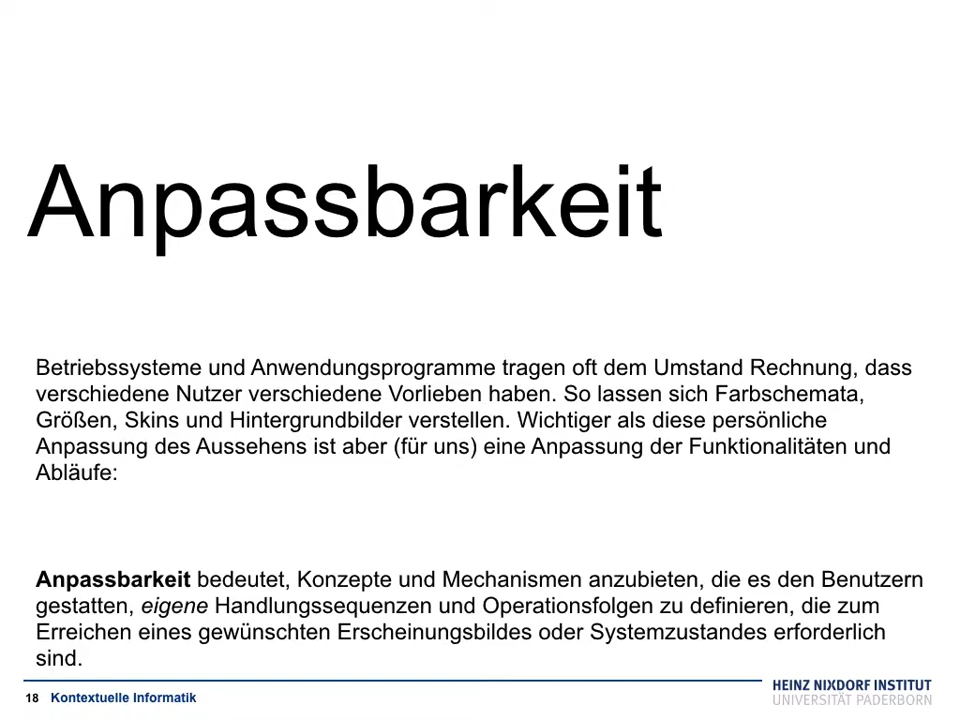 Anpassbarkeit
Betriebssysteme und Anwendungsprogramme tragen oft dem Umstand Rechnung, dass
verschiedene Nutzer verschiedene Vorlieben haben. So lassen sich Farbschemata,
Größen, Skins und Hintergrundbilder verstellen. Wichtiger als diese persönliche
Anpassung des Aussehens ist aber (für uns) eine Anpassung der Funktionalitäten und
Abläufe:
Anpassbarkeit bedeutet, Konzepte und Mechanismen anzubieten, die es den Benutzern
gestatten, eigene Handlungssequenzen und Operationsfolgen zu definieren, die zum
Erreichen eines gewünschten Erscheinungsbildes oder Systemzustandes erforderlich
sind.
18 Kontextuelle Informatik
HEINZ NIXDORF INSTITUT
UNIVERSITÄT PADERBORN